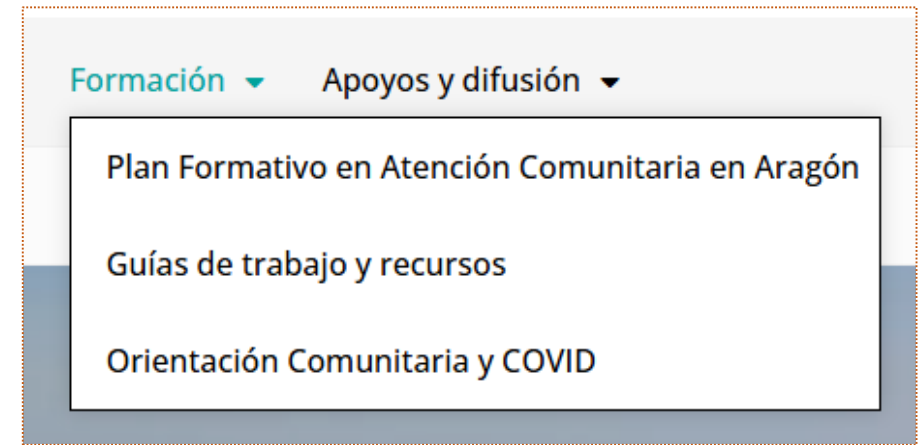 Formación Apoyos y difusión
Plan Formativo en Atención Comunitaria en Aragón
Guías de trabajo y recursos
Orientación Comunitaria y COVID